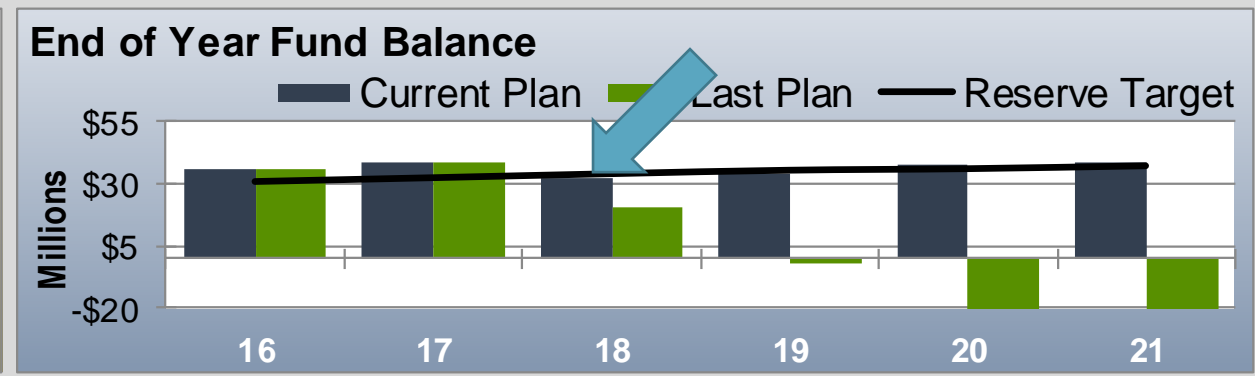 End of Year Fund Balance
Current Plan Last Plan Reserve Target
$55
$30
$5
-$20
Millions
16 17 18 19 20 21